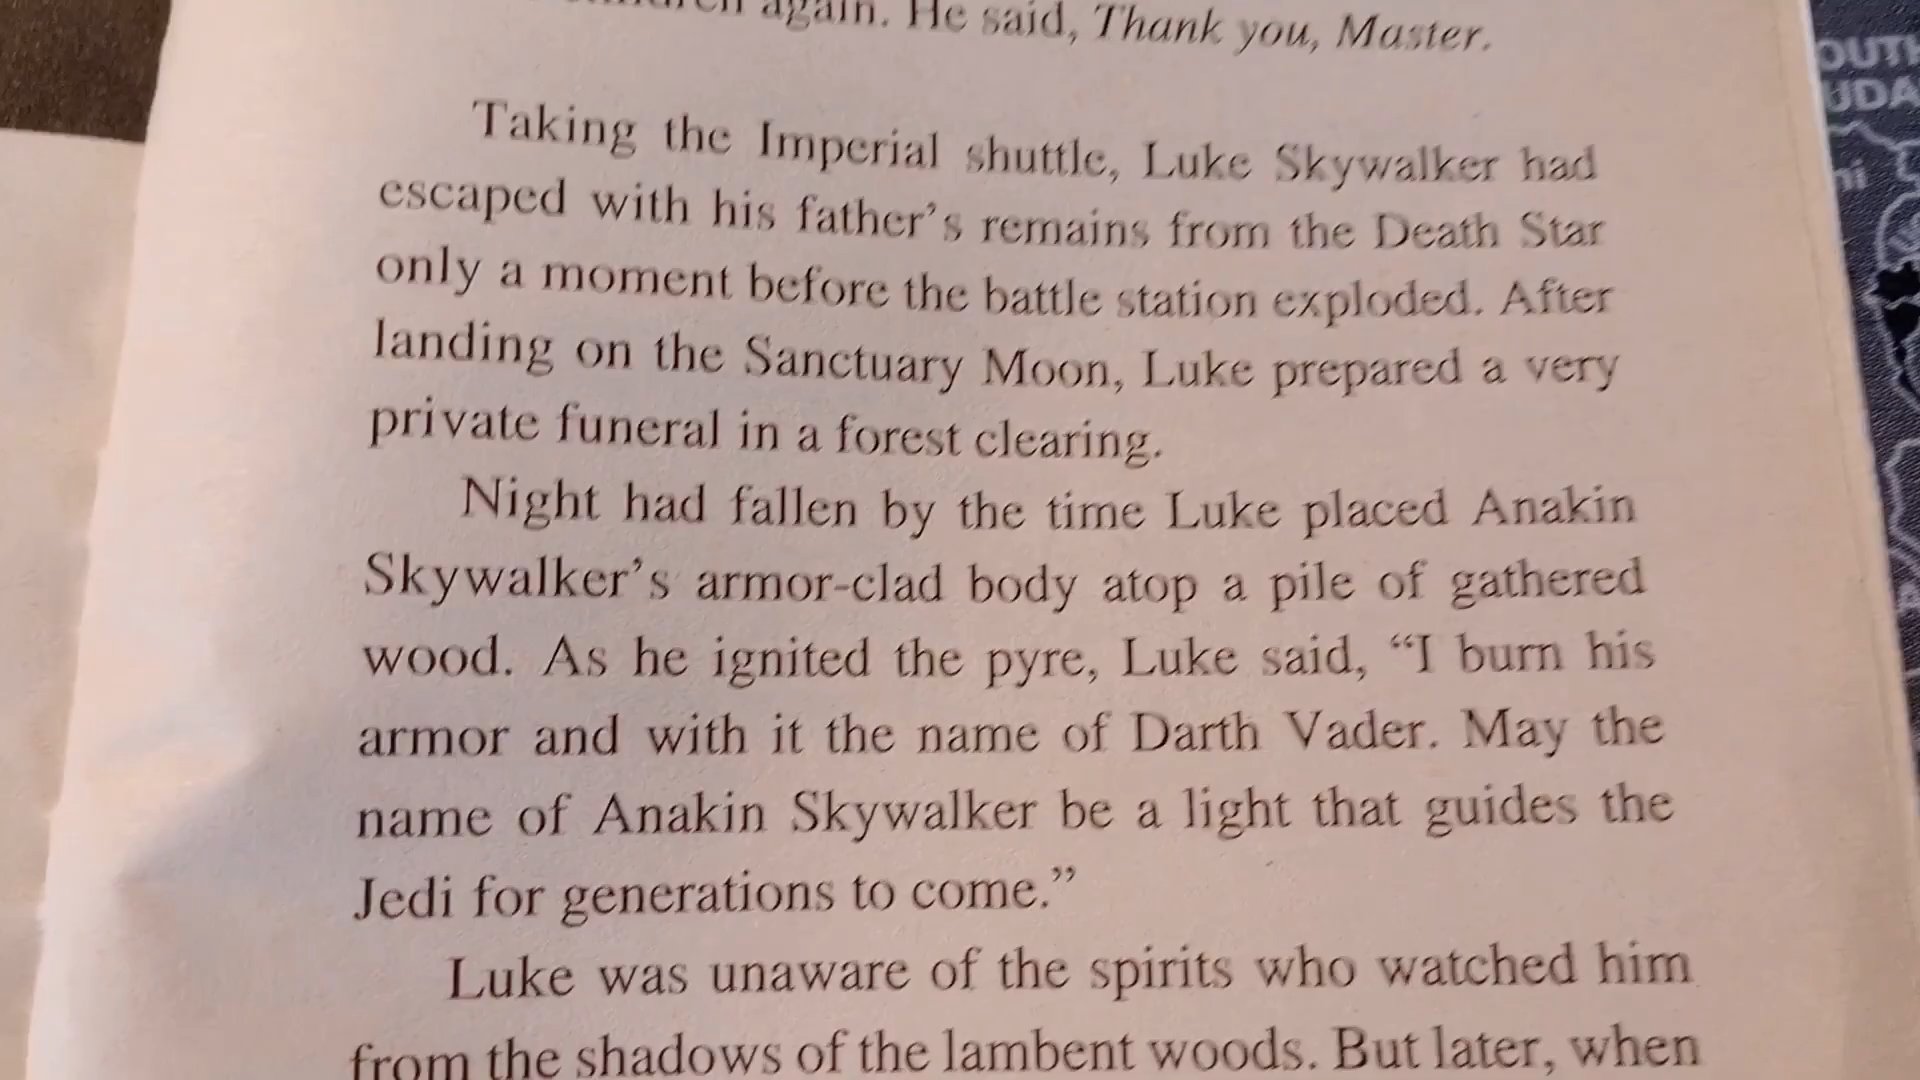 again. He said, Thank you, Master.
Taking the Imperial shuttle, Luke Skywalker had
escaped with his father's remains from the Death Star
only a moment before the battle station exploded. After
landing on the Sanctuary Moon, Luke prepared a very
private funeral in a forest clearing.
Night had fallen by the time Luke placed Anakin
Skywalker's armor-clad body atop a pile of gathered
wood. As he ignited the pyre, Luke said, “I burn his
armor and with it the name of Darth Vader. May the
name of Anakin Skywalker be a light that guides the
Jedi for generations to come.”
Luke was unaware of the spirits who watched him
from the shadows of the lambent woods. But later, when